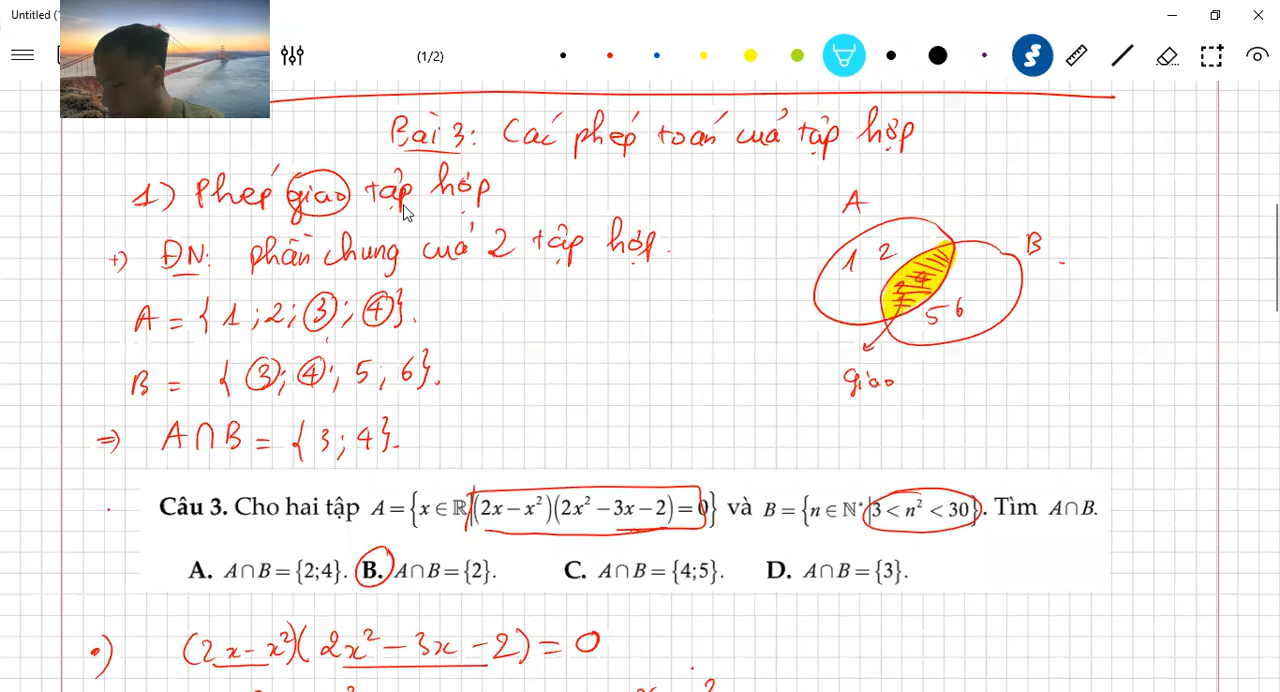 Untitled (
(1/2)
Bài 3: Các phép toán của tập hợp
1) Phép giao tập hợp
A
+) ĐN: phần chung của 2 tập hợp.
B
1 2
3 4
5 6
A = { 1 ; 2 ; 3 ; 4 }.
B = { 3 ; 4 ; 5 ; 6 }.
giao
=> A ∩ B = { 3 ; 4 }.
Câu 3. Cho hai tập A = {x ∈ ℝ|(2x − x²)(2x² − 3x − 2) = 0} và B = {n ∈ ℕ*|3 < n² < 30}. Tìm A ∩ B.
A. A ∩ B = {2;4}. B. A ∩ B = {2}. C. A ∩ B = {4;5}. D. A ∩ B = {3}.
•) (2x − x²)(2x² − 3x − 2) = 0